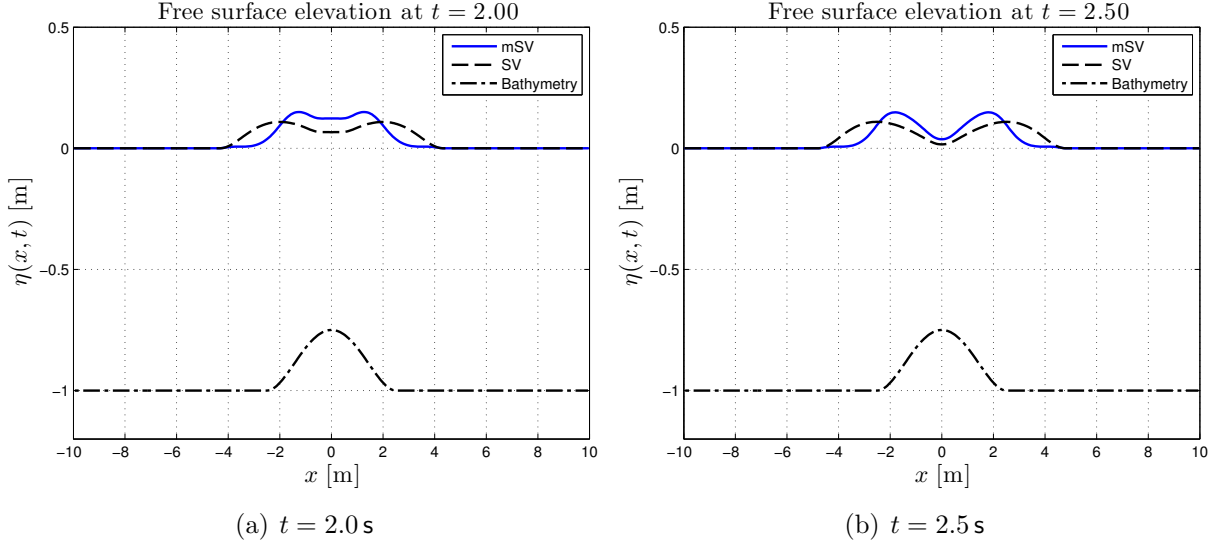 Free surface elevation at t = 2.00
mSV
SV
Bathymetry
0.5
0
−0.5
−1
η(x, t) [m]
−10 −8 −6 −4 −2 0 2 4 6 8 10
x [m]
(a) t = 2.0 s
Free surface elevation at t = 2.50
mSV
SV
Bathymetry
0.5
0
−0.5
−1
η(x, t) [m]
−10 −8 −6 −4 −2 0 2 4 6 8 10
x [m]
(b) t = 2.5 s